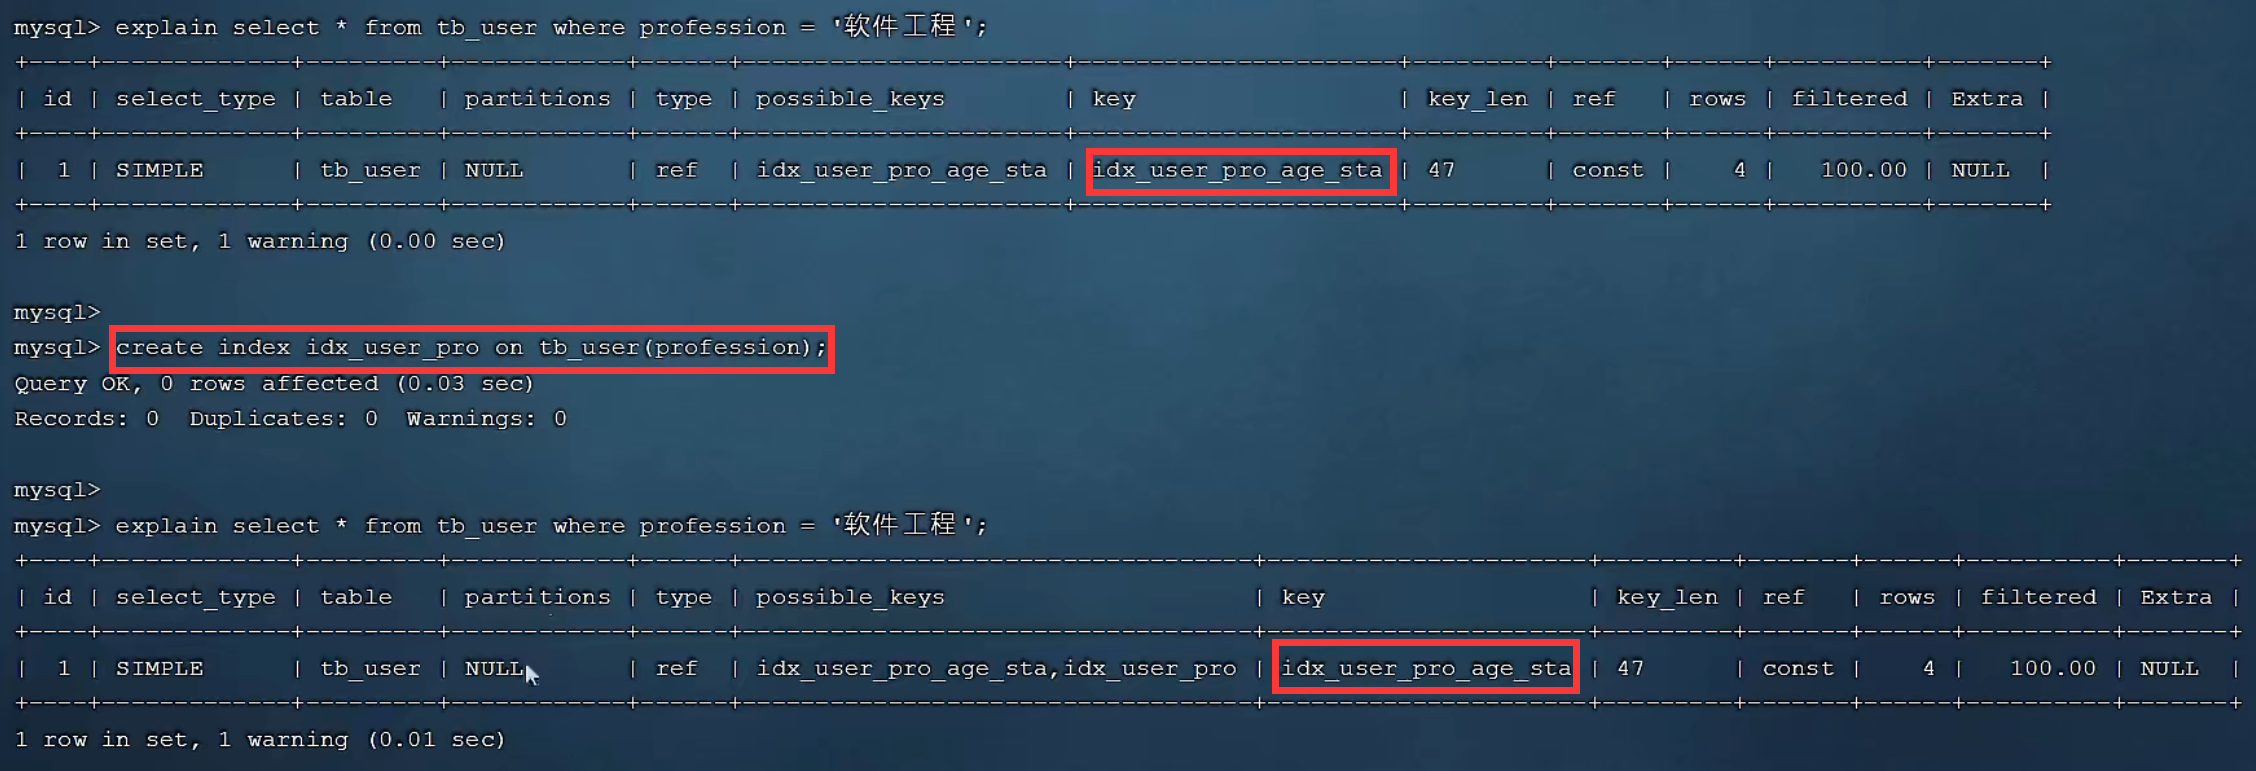 mysql> explain select * from tb_user where profession = '软件工程';
+----+-------------+---------+------------+------+----------------------+----------------------+---------+-------+------+----------+-------+
| id | select_type | table   | partitions | type | possible_keys        | key                  | key_len | ref   | rows | filtered | Extra |
+----+-------------+---------+------------+------+----------------------+----------------------+---------+-------+------+----------+-------+
|  1 | SIMPLE      | tb_user | NULL       | ref  | idx_user_pro_age_sta | idx_user_pro_age_sta | 47      | const |    4 |   100.00 | NULL  |
+----+-------------+---------+------------+------+----------------------+----------------------+---------+-------+------+----------+-------+
1 row in set, 1 warning (0.00 sec)
mysql>
mysql> create index idx_user_pro on tb_user(profession);
Query OK, 0 rows affected (0.03 sec)
Records: 0  Duplicates: 0  Warnings: 0
mysql>
mysql> explain select * from tb_user where profession = '软件工程';
+----+-------------+---------+------------+------+-----------------------------------+----------------------+---------+-------+------+----------+-------+
| id | select_type | table   | partitions | type | possible_keys                     | key                  | key_len | ref   | rows | filtered | Extra |
+----+-------------+---------+------------+------+-----------------------------------+----------------------+---------+-------+------+----------+-------+
|  1 | SIMPLE      | tb_user | NULL       | ref  | idx_user_pro_age_sta,idx_user_pro | idx_user_pro_age_sta | 47      | const |    4 |   100.00 | NULL  |
+----+-------------+---------+------------+------+-----------------------------------+----------------------+---------+-------+------+----------+-------+
1 row in set, 1 warning (0.01 sec)